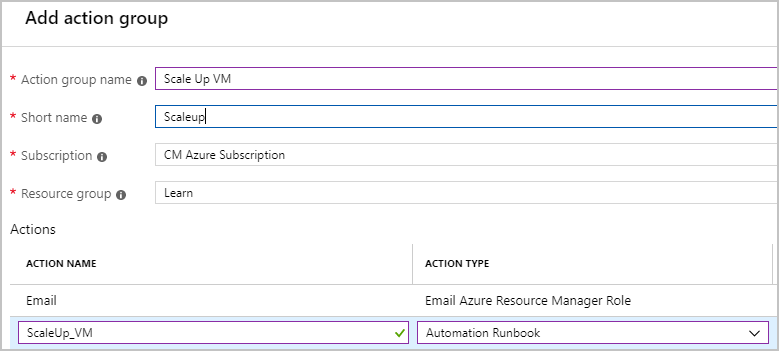 Add action group
* Action group name Scale Up VM
* Short name Scaleup
* Subscription CM Azure Subscription
* Resource group Learn
Actions
ACTION NAME ACTION TYPE
Email Email Azure Resource Manager Role
ScaleUp_VM Automation Runbook